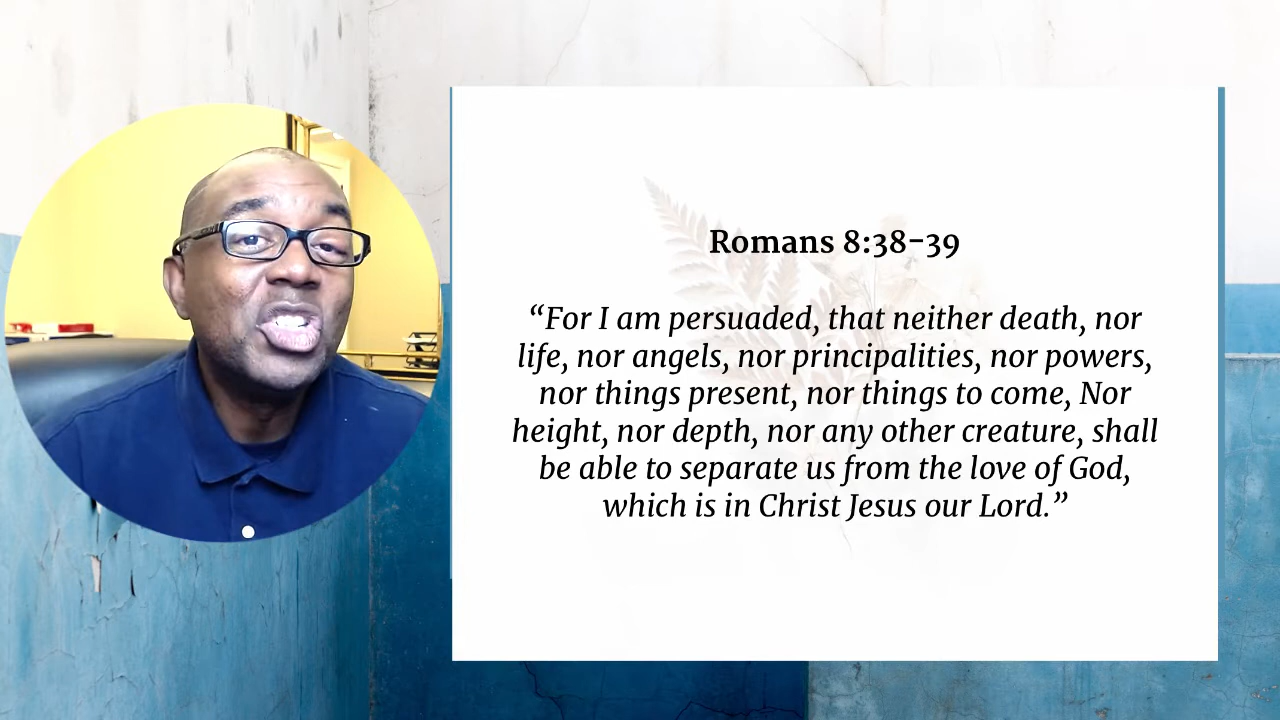 Romans 8:38-39
“For I am persuaded, that neither death, nor
life, nor angels, nor principalities, nor powers,
nor things present, nor things to come, Nor
height, nor depth, nor any other creature, shall
be able to separate us from the love of God,
which is in Christ Jesus our Lord.”